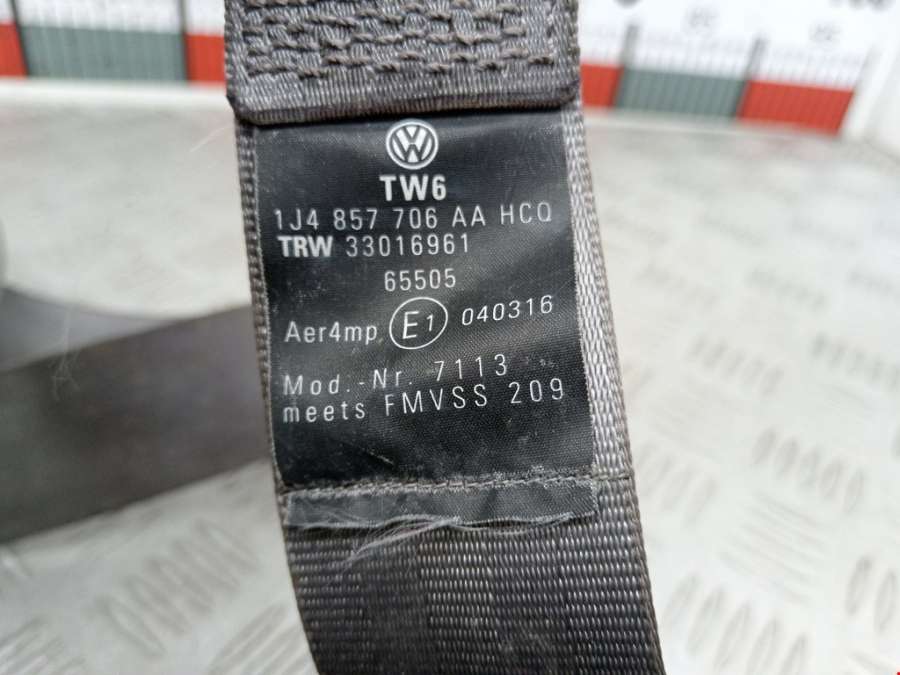 TW6
1J4 857 706 AA HCQ
TRW 33016961
65505
Aer4mp E1 040316
Mod.-Nr. 7113
meets FMVSS 209